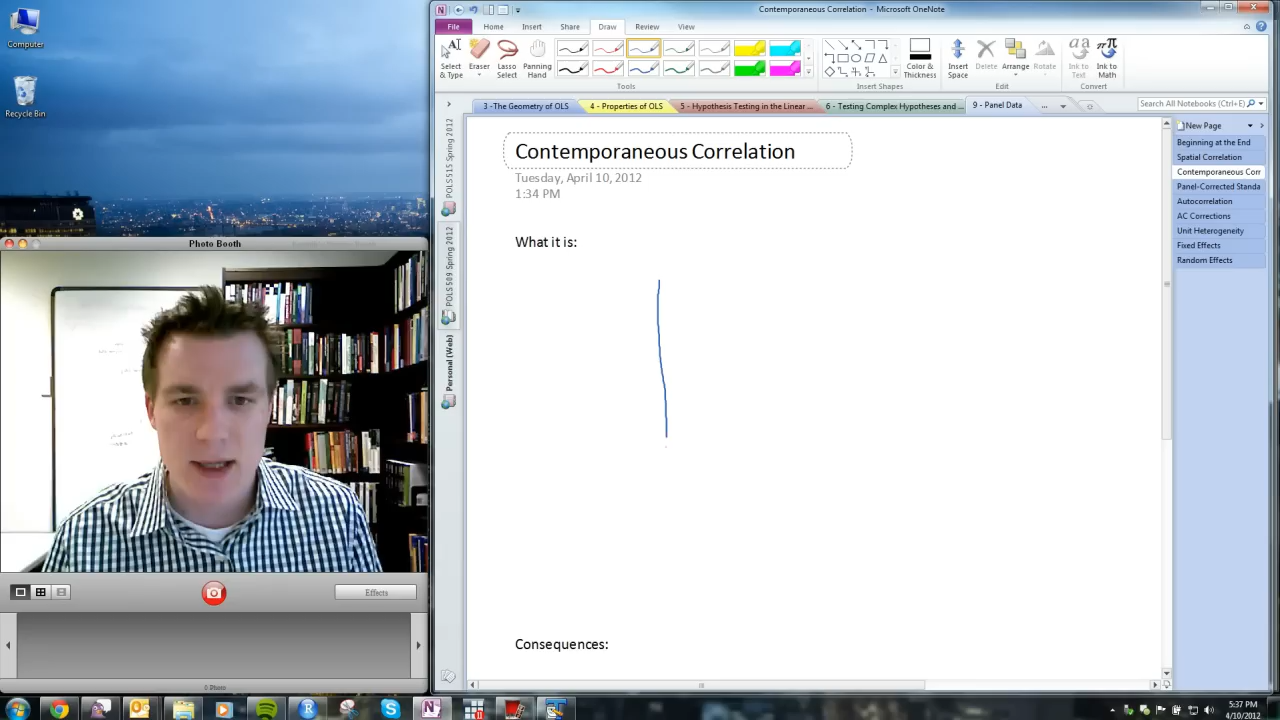 Computer
Recycle Bin
Contemporaneous Correlation - Microsoft OneNote
File Home Insert Share Draw Review View
Select & Type
Eraser
Lasso Select
Panning Hand
Color & Thickness
Insert Space
Delete
Arrange
Rotate
Ink to Text
Ink to Math
Tools
Insert Shapes
Edit
Convert
3 -The Geometry of OLS
4 - Properties of OLS
5 - Hypothesis Testing in the Linear ...
6 - Testing Complex Hypotheses and ...
9 - Panel Data
...
Search All Notebooks (Ctrl+E)
POLS 515 Spring 2012
POLS 509 Spring 2012
Personal (Web)
Contemporaneous Correlation
Tuesday, April 10, 2012
1:34 PM
What it is:
Consequences:
New Page
Beginning at the End
Spatial Correlation
Contemporaneous Corr
Panel-Corrected Standa
Autocorrelation
AC Corrections
Unit Heterogeneity
Fixed Effects
Random Effects
Photo Booth
Effects
0 Photo
5:37 PM
4/10/2012